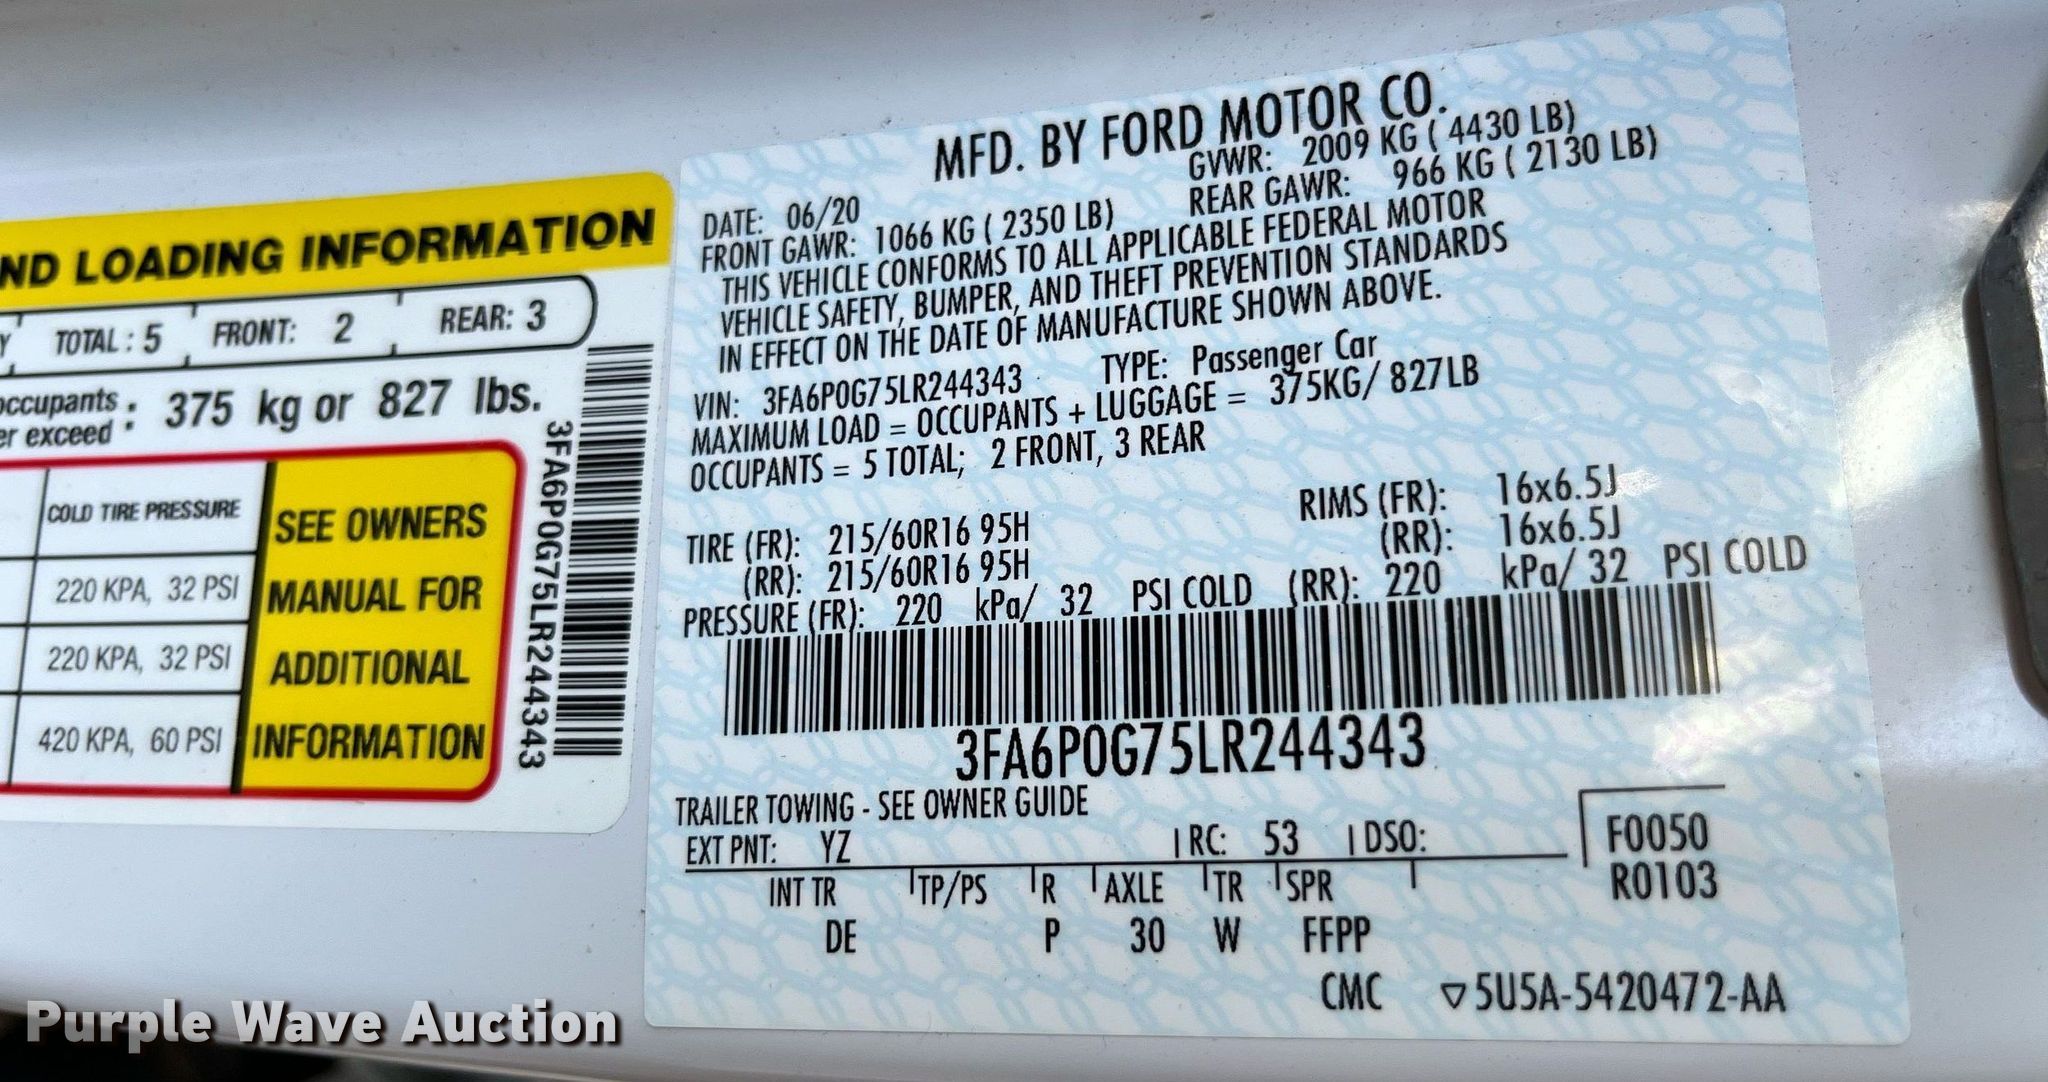 ND LOADING INFORMATION
Y TOTAL : 5 FRONT: 2 REAR: 3
occupants
er exceed : 375 kg or 827 lbs.
COLD TIRE PRESSURE
220 KPA, 32 PSI
220 KPA, 32 PSI
420 KPA, 60 PSI
SEE OWNERS
MANUAL FOR
ADDITIONAL
INFORMATION
3FA6P0G75LR244343
MFD. BY FORD MOTOR CO.
DATE: 06/20 GVWR: 2009 KG ( 4430 LB)
FRONT GAWR: 1066 KG ( 2350 LB) REAR GAWR: 966 KG ( 2130 LB)
THIS VEHICLE CONFORMS TO ALL APPLICABLE FEDERAL MOTOR
VEHICLE SAFETY, BUMPER, AND THEFT PREVENTION STANDARDS
IN EFFECT ON THE DATE OF MANUFACTURE SHOWN ABOVE.
VIN: 3FA6P0G75LR244343 TYPE: Passenger Car
MAXIMUM LOAD = OCCUPANTS + LUGGAGE = 375KG/ 827LB
OCCUPANTS = 5 TOTAL; 2 FRONT, 3 REAR
TIRE (FR): 215/60R16 95H RIMS (FR): 16x6.5J
(RR): 215/60R16 95H (RR): 16x6.5J
PRESSURE (FR): 220 kPa/ 32 PSI COLD (RR): 220 kPa/ 32 PSI COLD
3FA6P0G75LR244343
TRAILER TOWING - SEE OWNER GUIDE
EXT PNT: YZ RC: 53 DSO: F0050
R0103
INT TR TP/PS R AXLE TR SPR
DE P 30 W FFPP
CMC ▽5U5A-5420472-AA
Purple Wave Auction